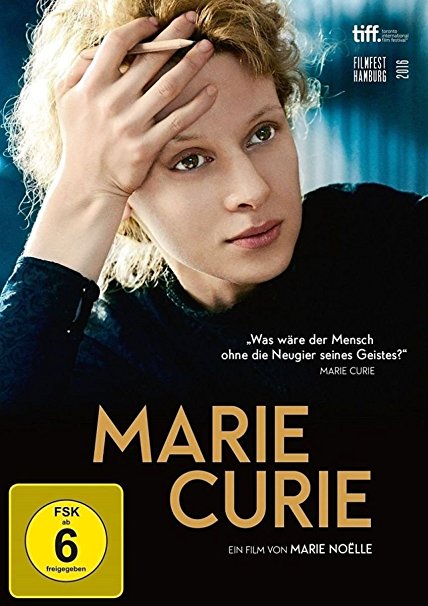 tiff.
toronto
international
film festival
FILMFEST
HAMBURG
2016
„Was wäre der Mensch
ohne die Neugier seines Geistes?“
MARIE CURIE
MARIE
CURIE
EIN FILM VON MARIE NOËLLE
FSK
ab
6
freigegeben